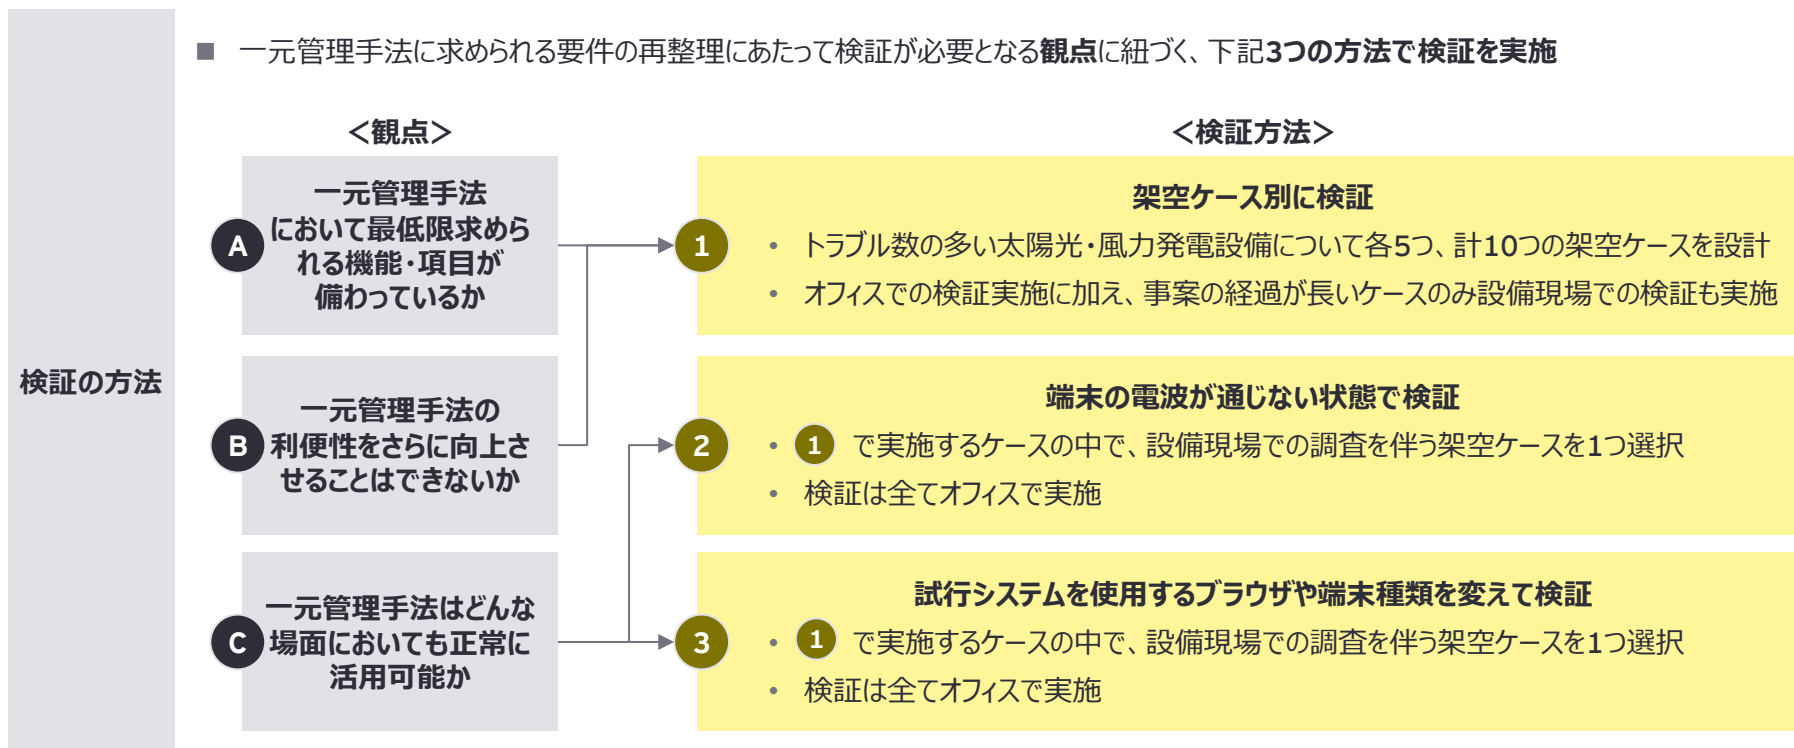 検証の方法
■ 一元管理手法に求められる要件の再整理にあたって検証が必要となる観点に紐づく、下記3つの方法で検証を実施
＜観点＞
A
一元管理手法
において最低限求めら
れる機能・項目が
備わっているか
B
一元管理手法の
利便性をさらに向上さ
せることはできないか
C
一元管理手法はどんな
場面においても正常に
活用可能か
＜検証方法＞
1
架空ケース別に検証
• トラブル数の多い太陽光・風力発電設備について各5つ、計10つの架空ケースを設計
• オフィスでの検証実施に加え、事案の経過が長いケースのみ設備現場での検証も実施
2
端末の電波が通じない状態で検証
• 1 で実施するケースの中で、設備現場での調査を伴う架空ケースを1つ選択
• 検証は全てオフィスで実施
3
試行システムを使用するブラウザや端末種類を変えて検証
• 1 で実施するケースの中で、設備現場での調査を伴う架空ケースを1つ選択
• 検証は全てオフィスで実施